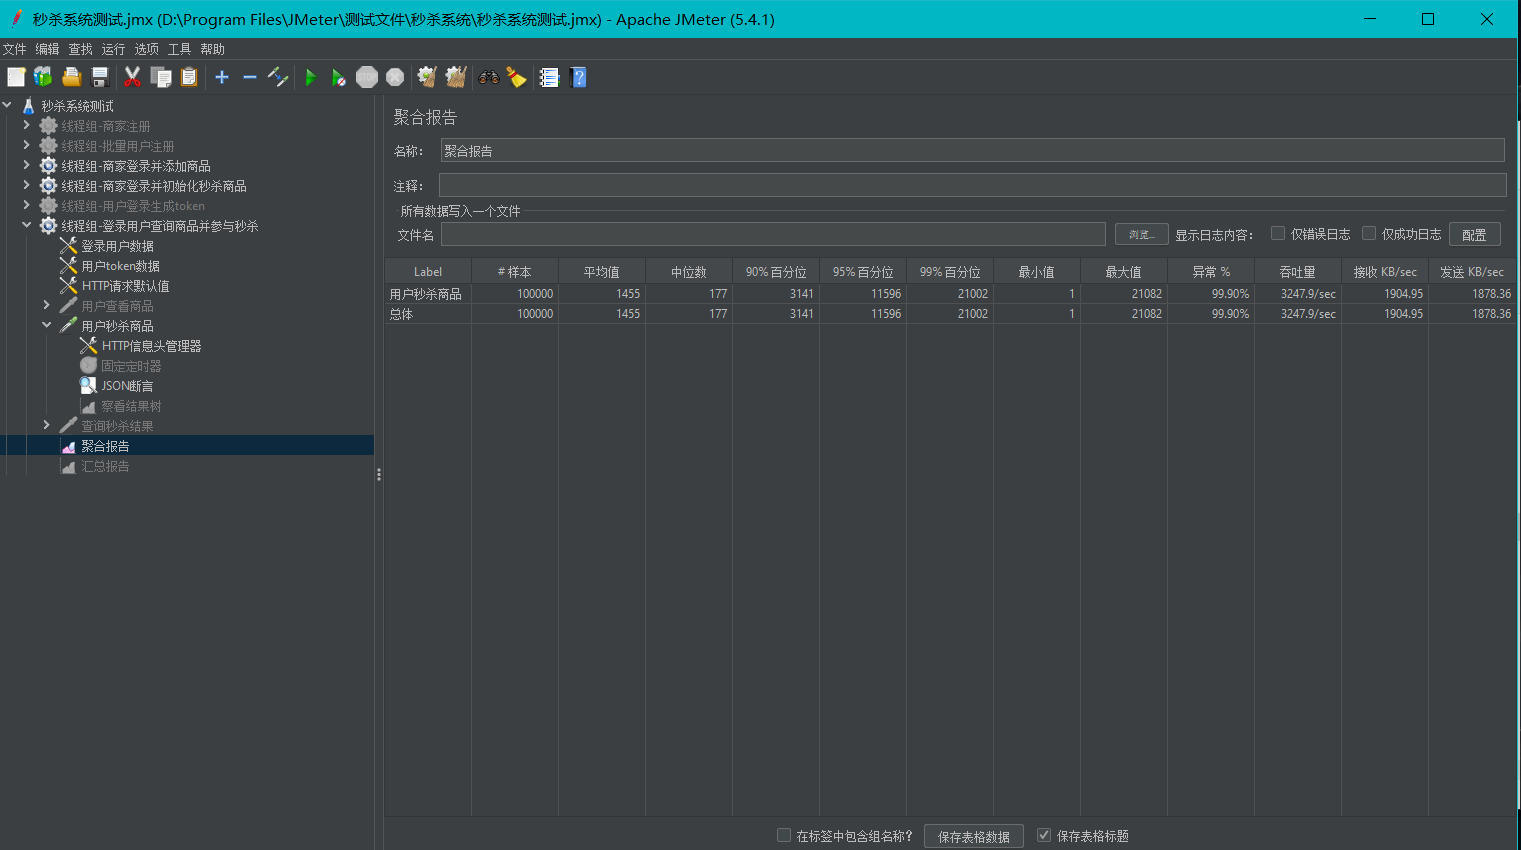 秒杀系统测试.jmx (D:\Program Files\JMeter\测试文件\秒杀系统\秒杀系统测试.jmx) - Apache JMeter (5.4.1)
文件 编辑 查找 运行 选项 工具 帮助
秒杀系统测试
线程组-商家注册
线程组-批量用户注册
线程组-商家登录并添加商品
线程组-商家登录并初始化秒杀商品
线程组-用户登录生成token
线程组-登录用户查询商品并参与秒杀
登录用户数据
用户token数据
HTTP请求默认值
用户查看商品
用户秒杀商品
HTTP信息头管理器
固定定时器
JSON断言
察看结果树
查询秒杀结果
聚合报告
汇总报告
聚合报告
名称: 聚合报告
注释:
所有数据写入一个文件
文件名 浏览... 显示日志内容: 仅错误日志 仅成功日志 配置
Label # 样本 平均值 中位数 90% 百分位 95% 百分位 99% 百分位 最小值 最大值 异常 % 吞吐量 接收 KB/sec 发送 KB/sec
用户秒杀商品 100000 1455 177 3141 11596 21002 1 21082 99.90% 3247.9/sec 1904.95 1878.36
总体 100000 1455 177 3141 11596 21002 1 21082 99.90% 3247.9/sec 1904.95 1878.36
在标签中包含组名称? 保存表格数据 保存表格标题